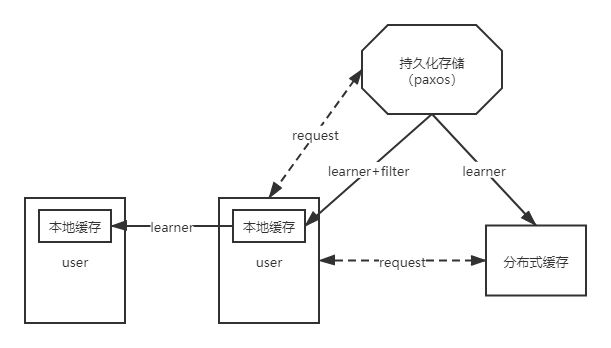 持久化存储
（paxos）
request
learner+filter
learner
本地缓存
learner
本地缓存
user
user
request
分布式缓存